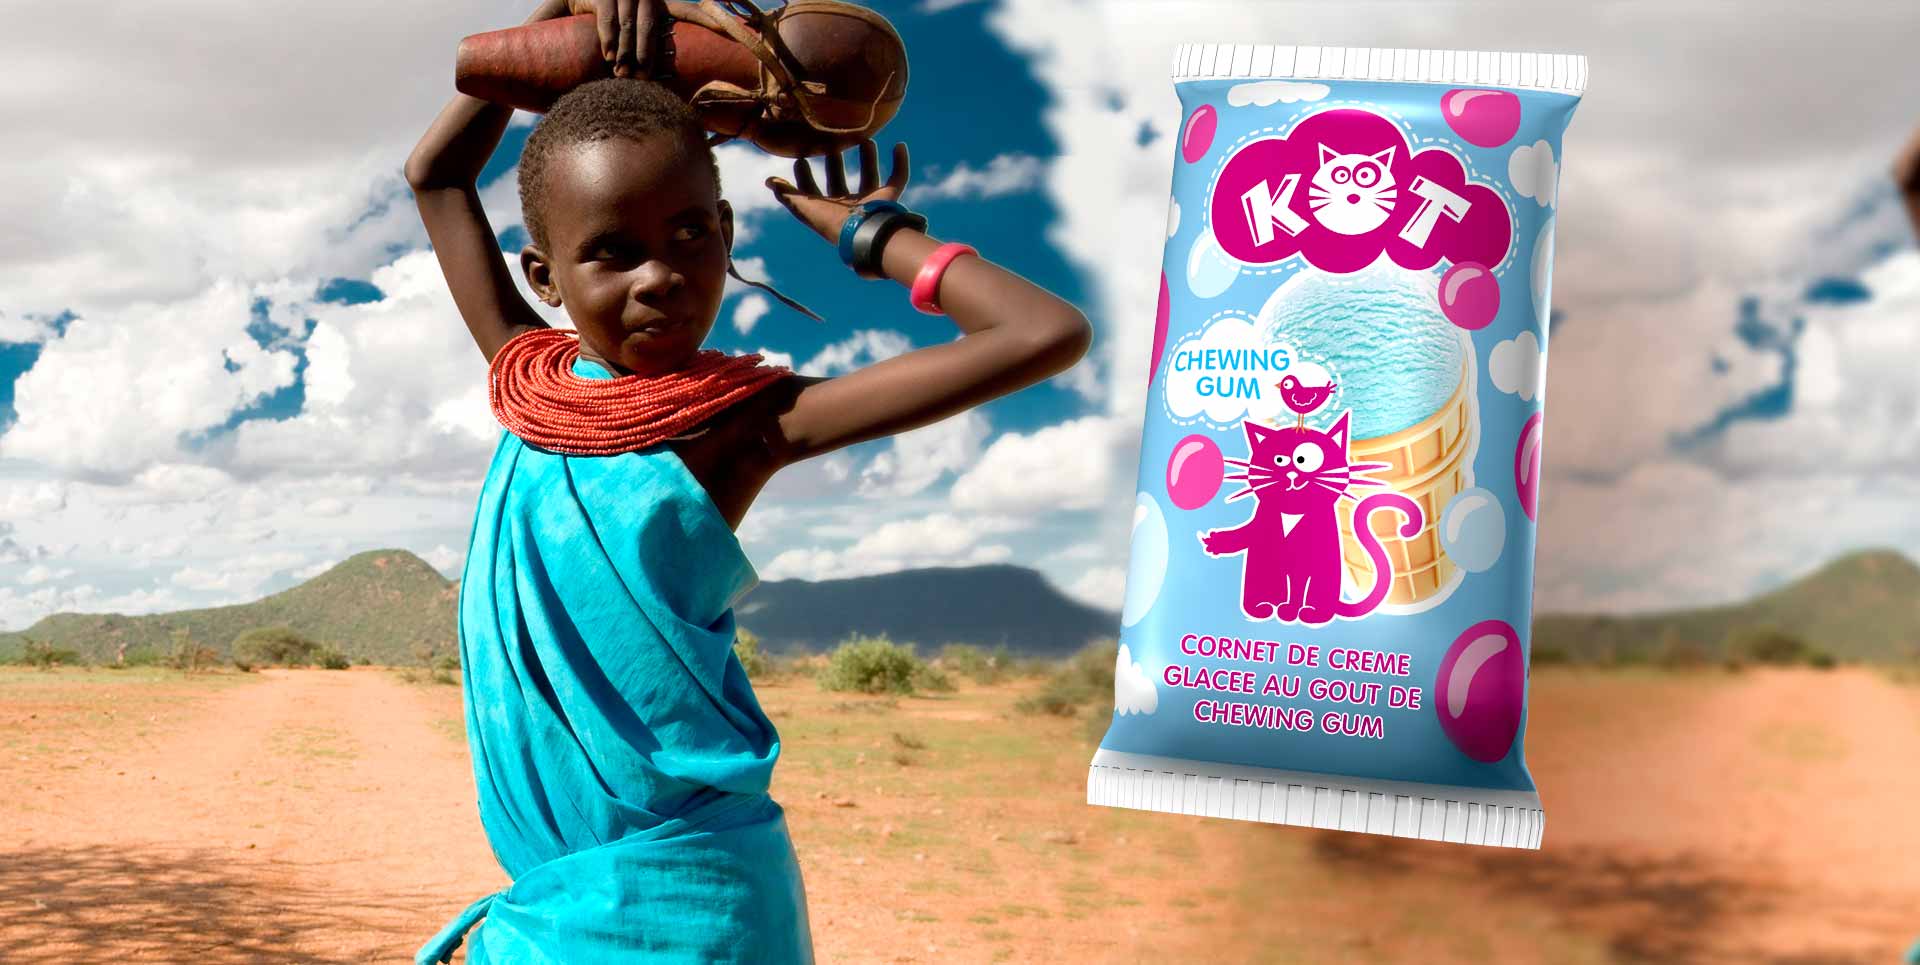 KOT
CHEWING
GUM
CORNET DE CREME
GLACEE AU GOUT DE
CHEWING GUM